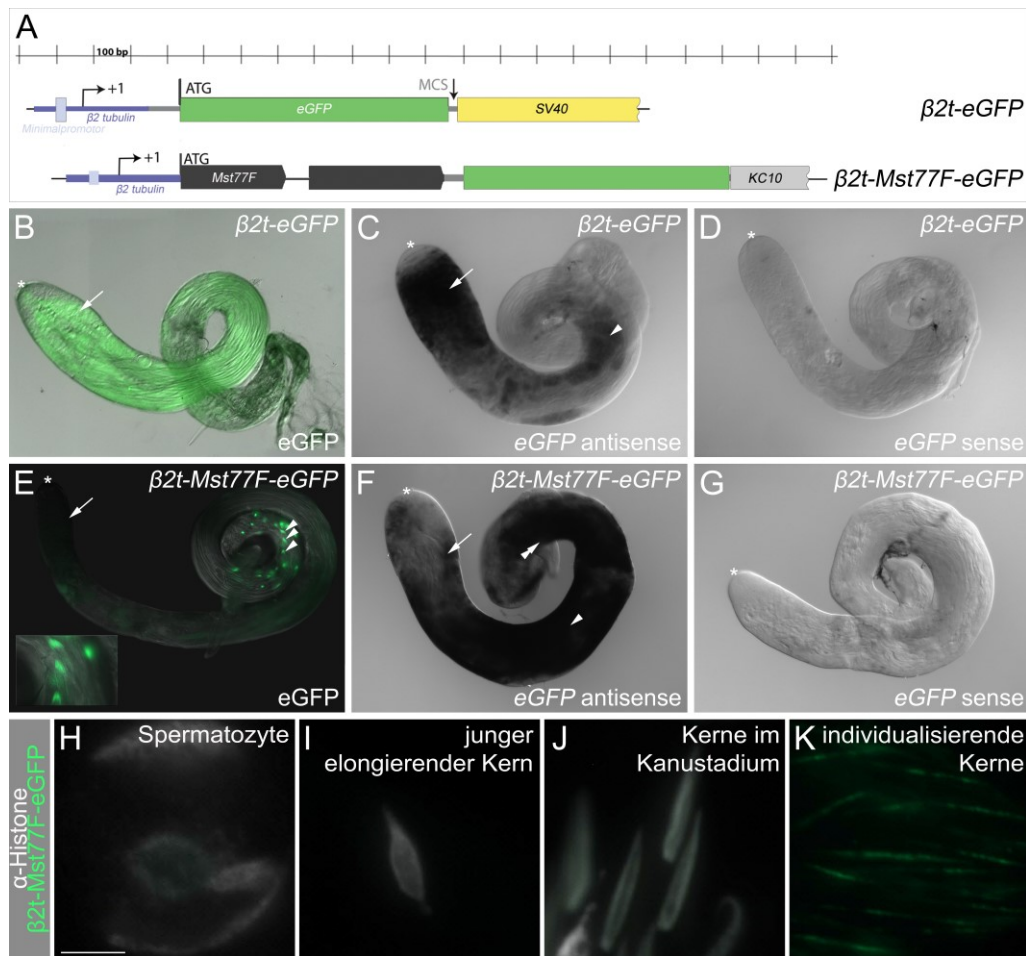 A
100 bp
+1
ATG
MCS
eGFP
SV40
β2 tubulin
Minimalpromotor
β2t-eGFP
+1
ATG
Mst77F
KC10
β2 tubulin
β2t-Mst77F-eGFP
B
β2t-eGFP
*
eGFP
C
β2t-eGFP
*
eGFP antisense
D
β2t-eGFP
*
eGFP sense
E
β2t-Mst77F-eGFP
*
eGFP
F
β2t-Mst77F-eGFP
*
eGFP antisense
G
β2t-Mst77F-eGFP
*
eGFP sense
α-Histone
β2t-Mst77F-eGFP
H
Spermatozyte
I
junger
elongierender Kern
J
Kerne im
Kanustadium
K
individualisierende
Kerne